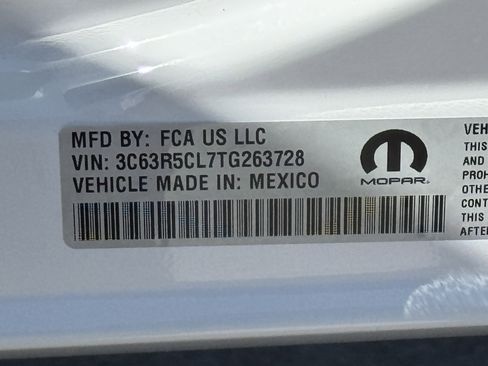 MFD BY: FCA US LLC
VIN: 3C63R5CL7TG263728
VEHICLE MADE IN: MEXICO
MOPAR
VEH
THIS
AND
PROH
OTHE
CONT
THIS
AFTE